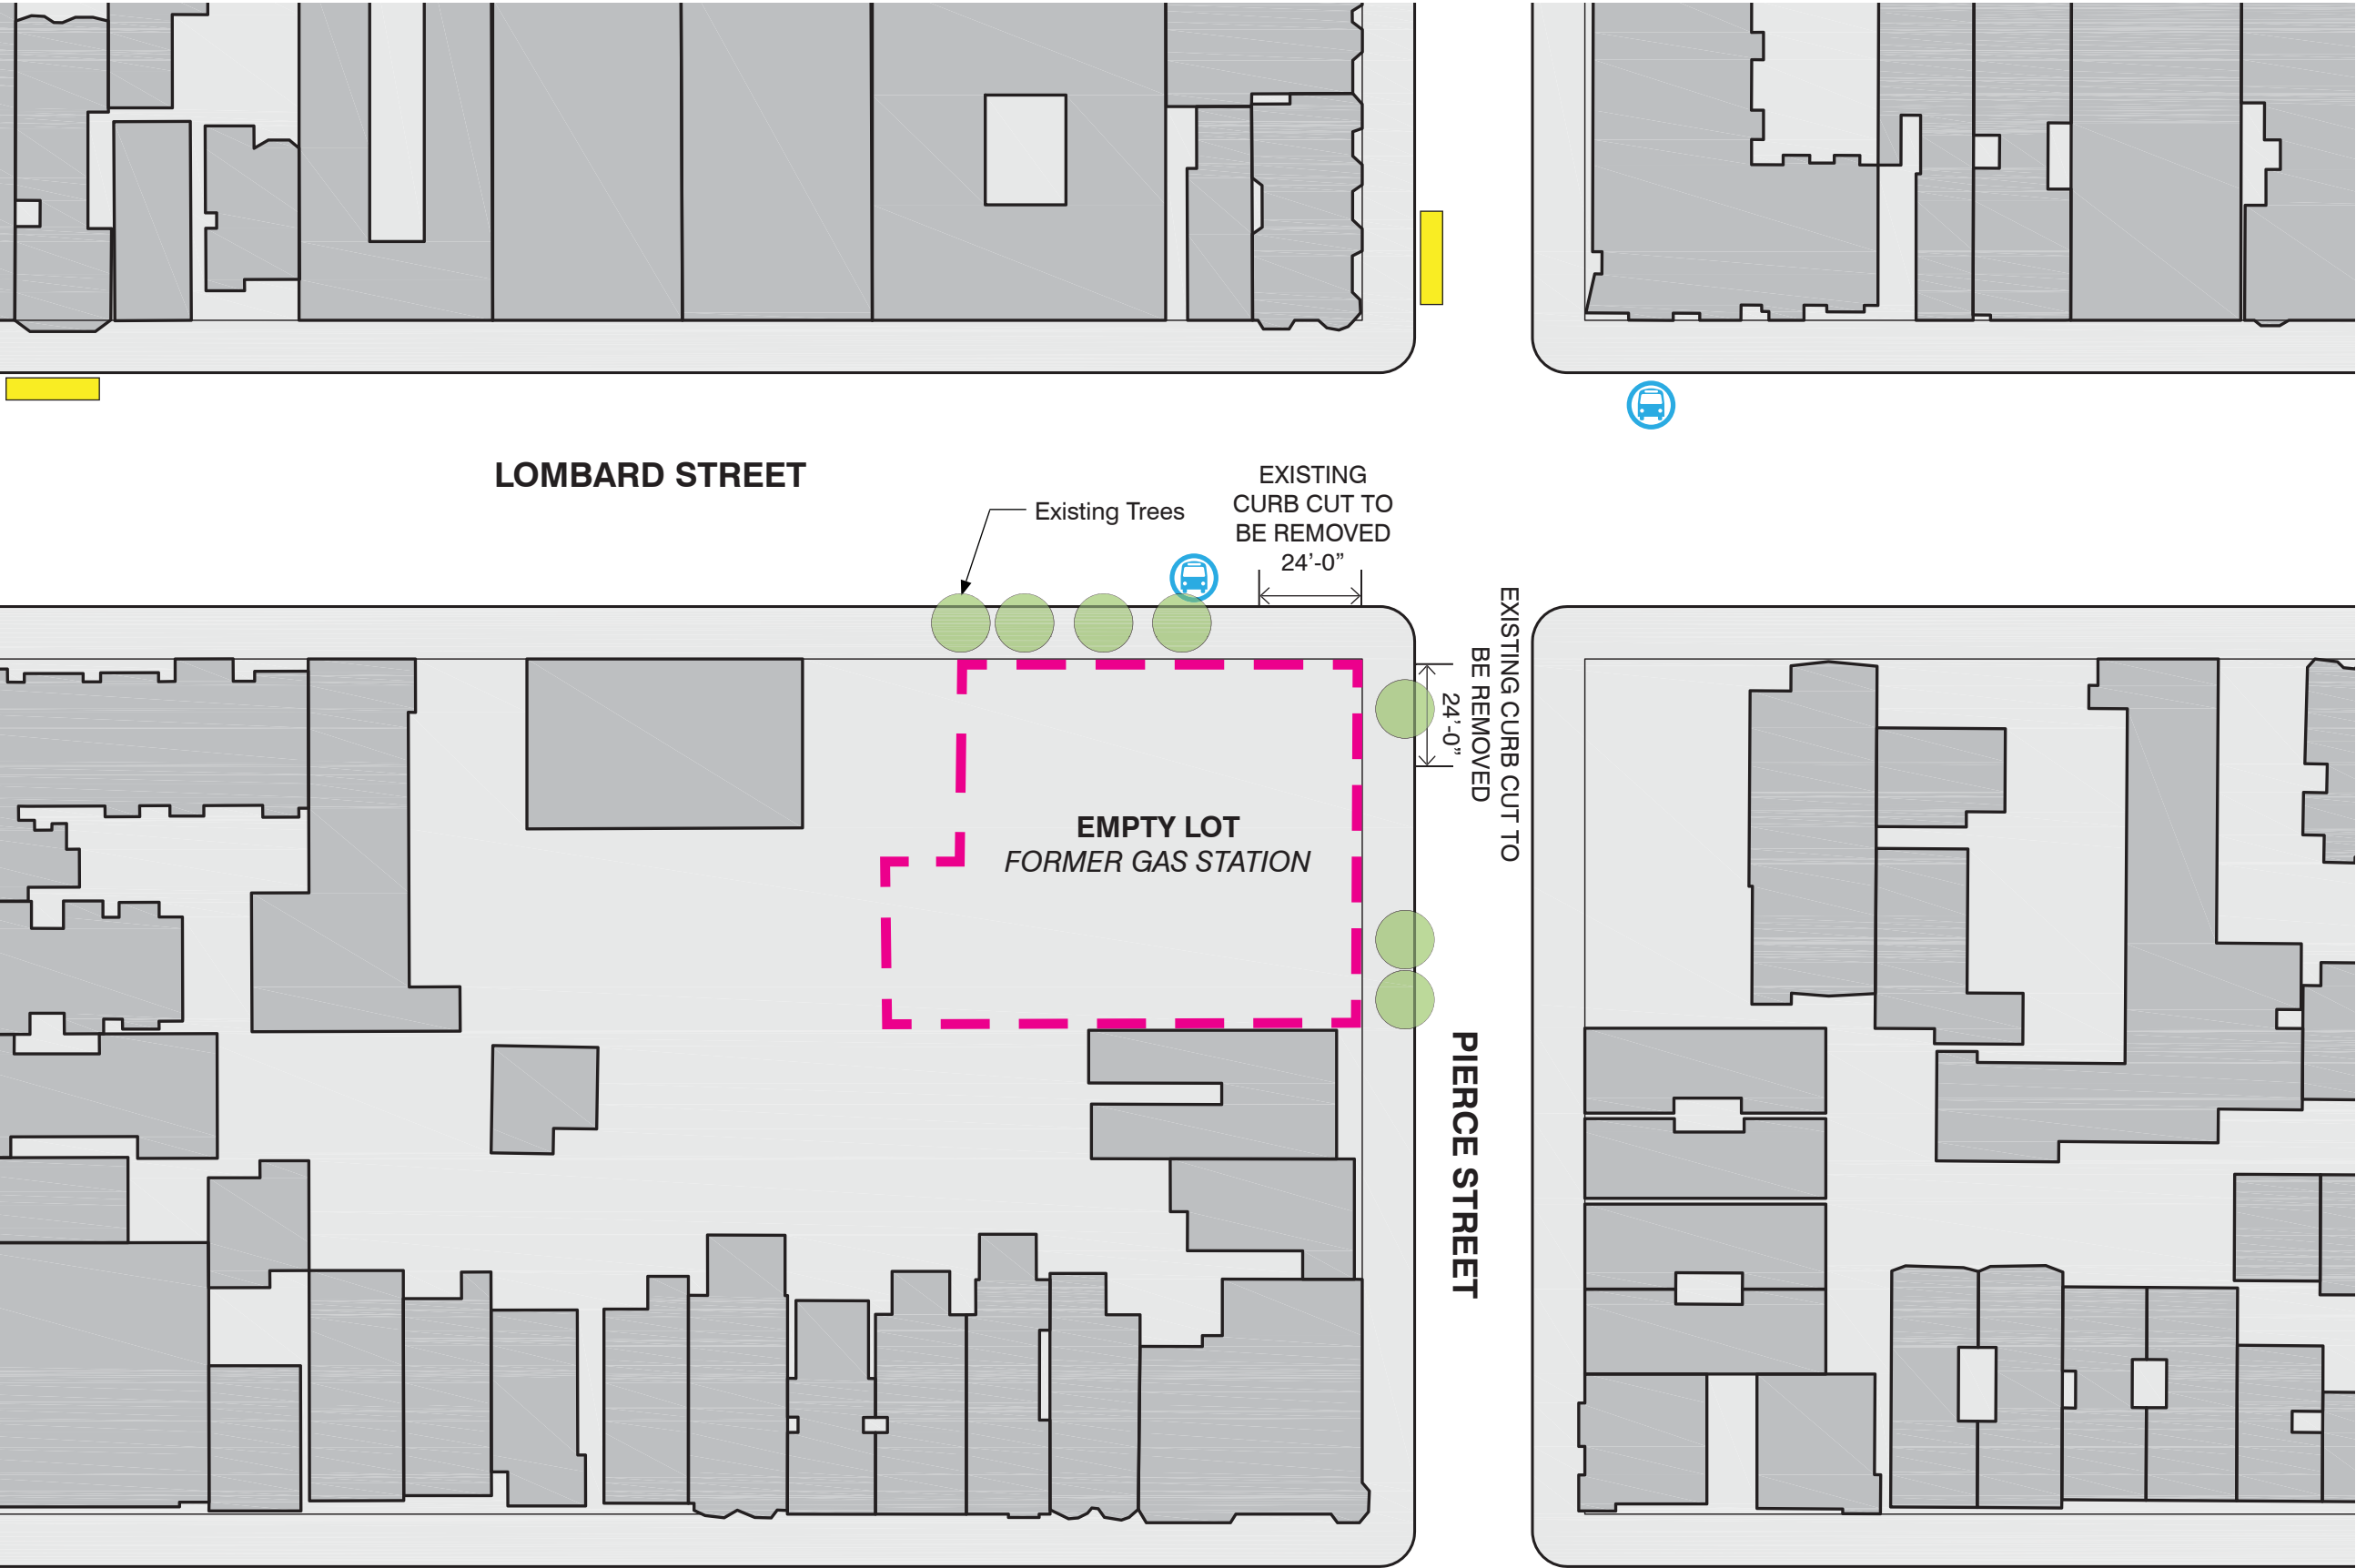 LOMBARD STREET
Existing Trees
EXISTING
CURB CUT TO
BE REMOVED
24’-0”
EXISTING CURB CUT TO
BE REMOVED
24’-0”
EMPTY LOT
FORMER GAS STATION
PIERCE STREET